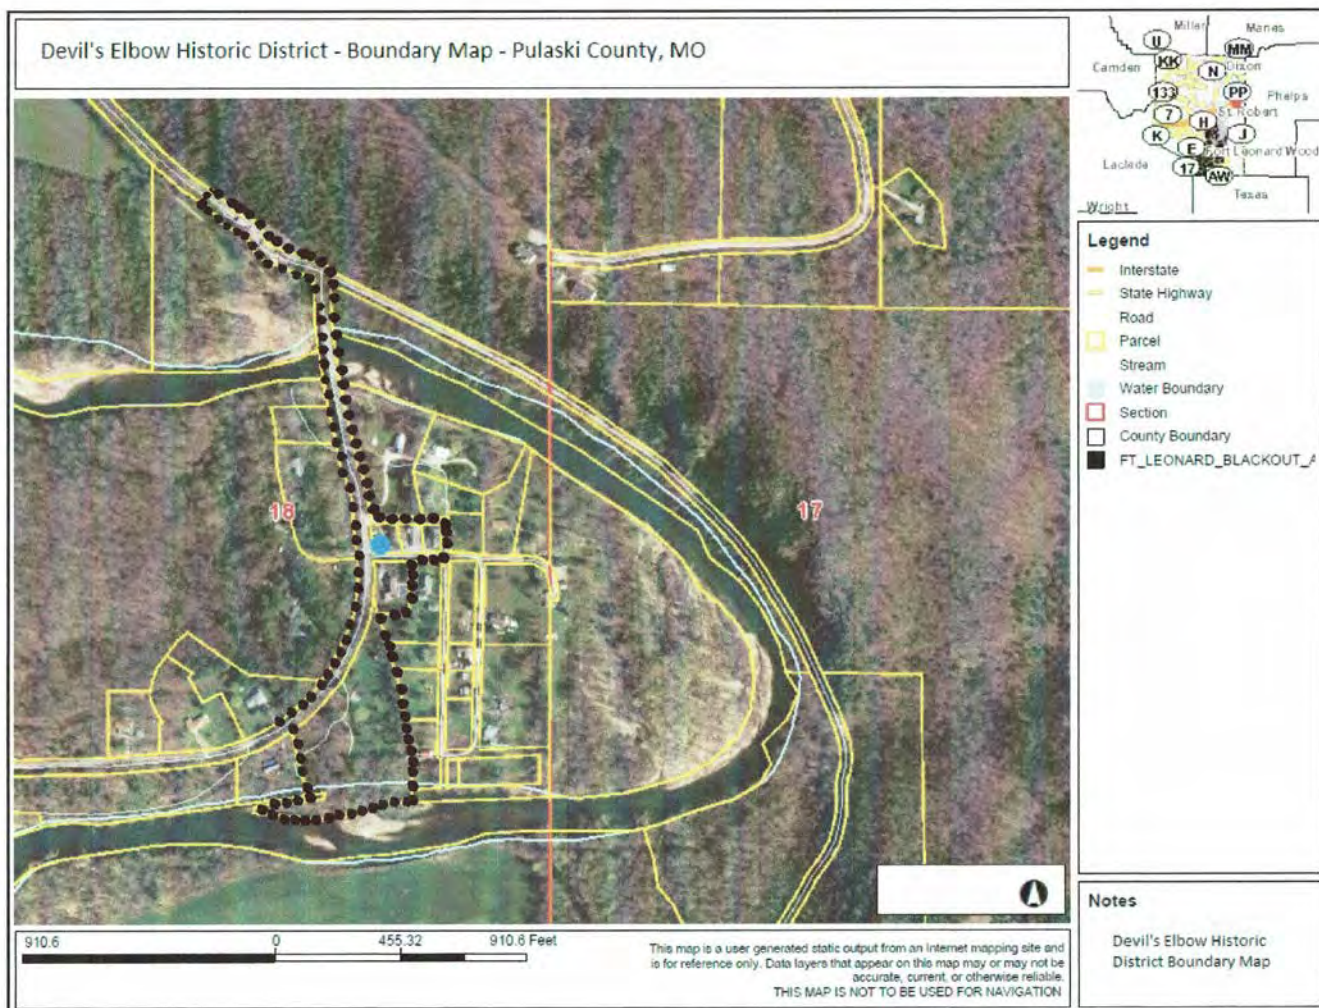 Devil's Elbow Historic District - Boundary Map - Pulaski County, MO
Miller
Maries
U
MM
KK
Camden
N
Dixon
133
PP
Phelps
7
St. Robert
H
K
J
E
Fort Leonard Wood
Laclede
17
AW
Texas
Wright
Legend
Interstate
State Highway
Road
Parcel
Stream
Water Boundary
Section
County Boundary
FT_LEONARD_BLACKOUT_A
18
17
910.6
0
455.32
910.6 Feet
This map is a user generated static output from an Internet mapping site and
is for reference only. Data layers that appear on this map may or may not be
accurate, current, or otherwise reliable.
THIS MAP IS NOT TO BE USED FOR NAVIGATION
Notes
Devil's Elbow Historic
District Boundary Map